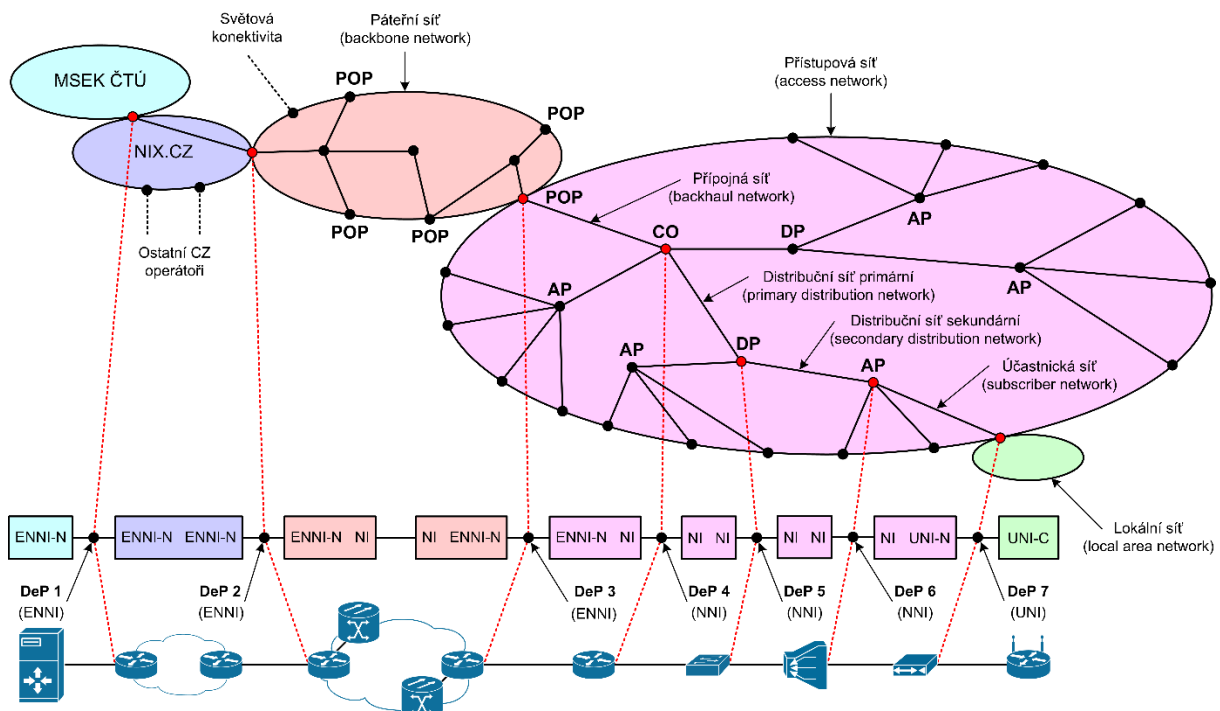 Světová
konektivita
Páteřní síť
(backbone network)
Přístupová síť
(access network)
MSEK ČTÚ
POP
POP
POP
NIX.CZ
Přípojná síť
(backhaul network)
POP
AP
POP
POP
CO
DP
Ostatní CZ
operátoři
AP
AP
Distribuční síť primární
(primary distribution network)
Distribuční síť sekundární
(secondary distribution network)
AP
DP
AP
Účastnická síť
(subscriber network)
Lokální síť
(local area network)
ENNI-N
ENNI-N ENNI-N
ENNI-N NI
NI ENNI-N
ENNI-N NI
NI NI
NI NI
NI UNI-N
UNI-C
DeP 1
(ENNI)
DeP 2
(ENNI)
DeP 3
(ENNI)
DeP 4
(NNI)
DeP 5
(NNI)
DeP 6
(NNI)
DeP 7
(UNI)